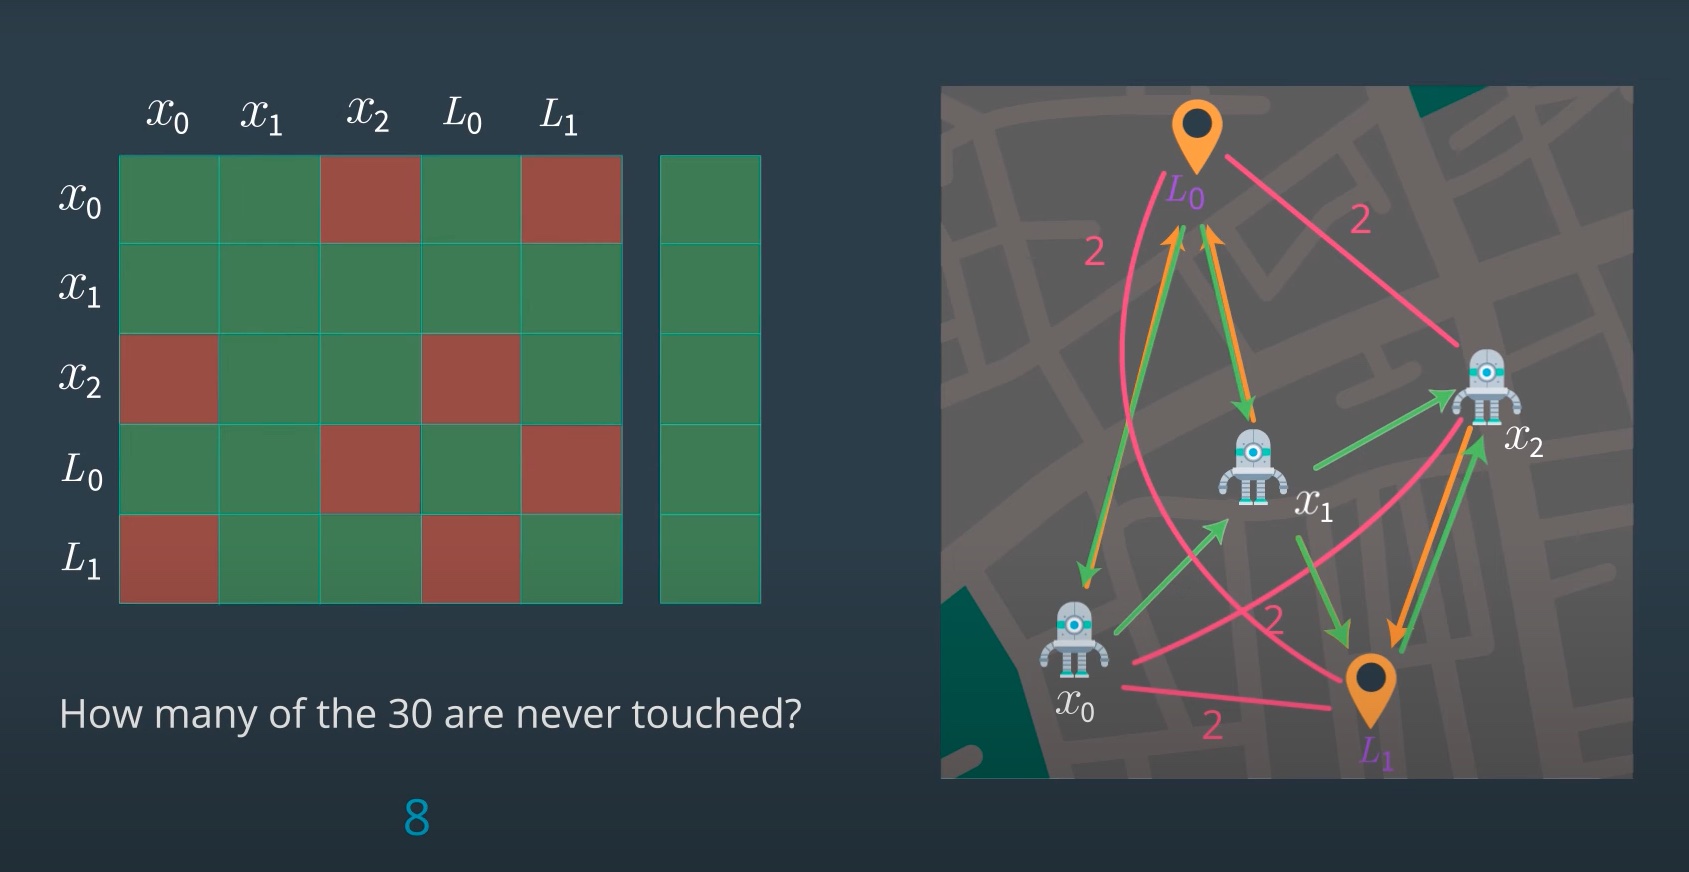 x₀ x₁ x₂ L₀ L₁
x₀
x₁
x₂
L₀
L₁
How many of the 30 are never touched?
8
L₀
2
2
x₂
x₁
2
x₀
2
L₁